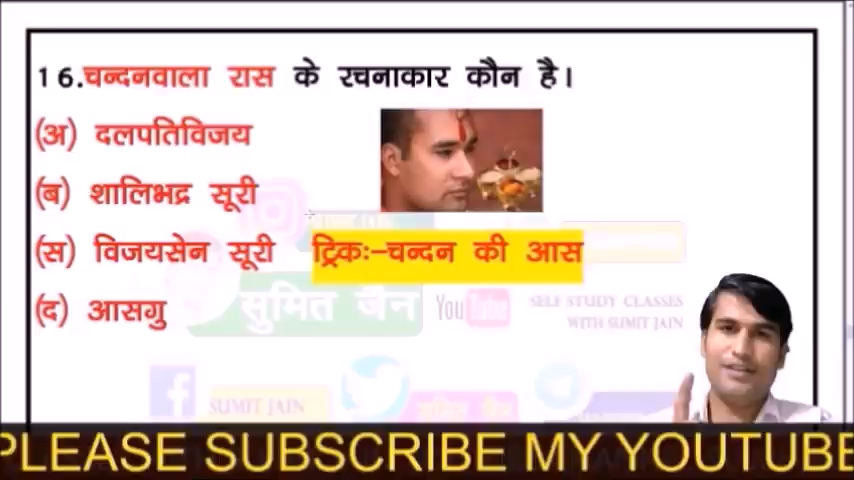 16.चन्दनवाला रास के रचनाकार कौन है।
(अ) दलपतिविजय
(ब) शालिभद्र सूरी
(स) विजयसेन सूरी ट्रिकः-चन्दन की आस
(द) आसगु
सुमित जैन
YouTube
SELF STUDY CLASSES
WITH SUMIT JAIN
SUMIT JAIN
सुमित जैन
PLEASE SUBSCRIBE MY YOUTUBE